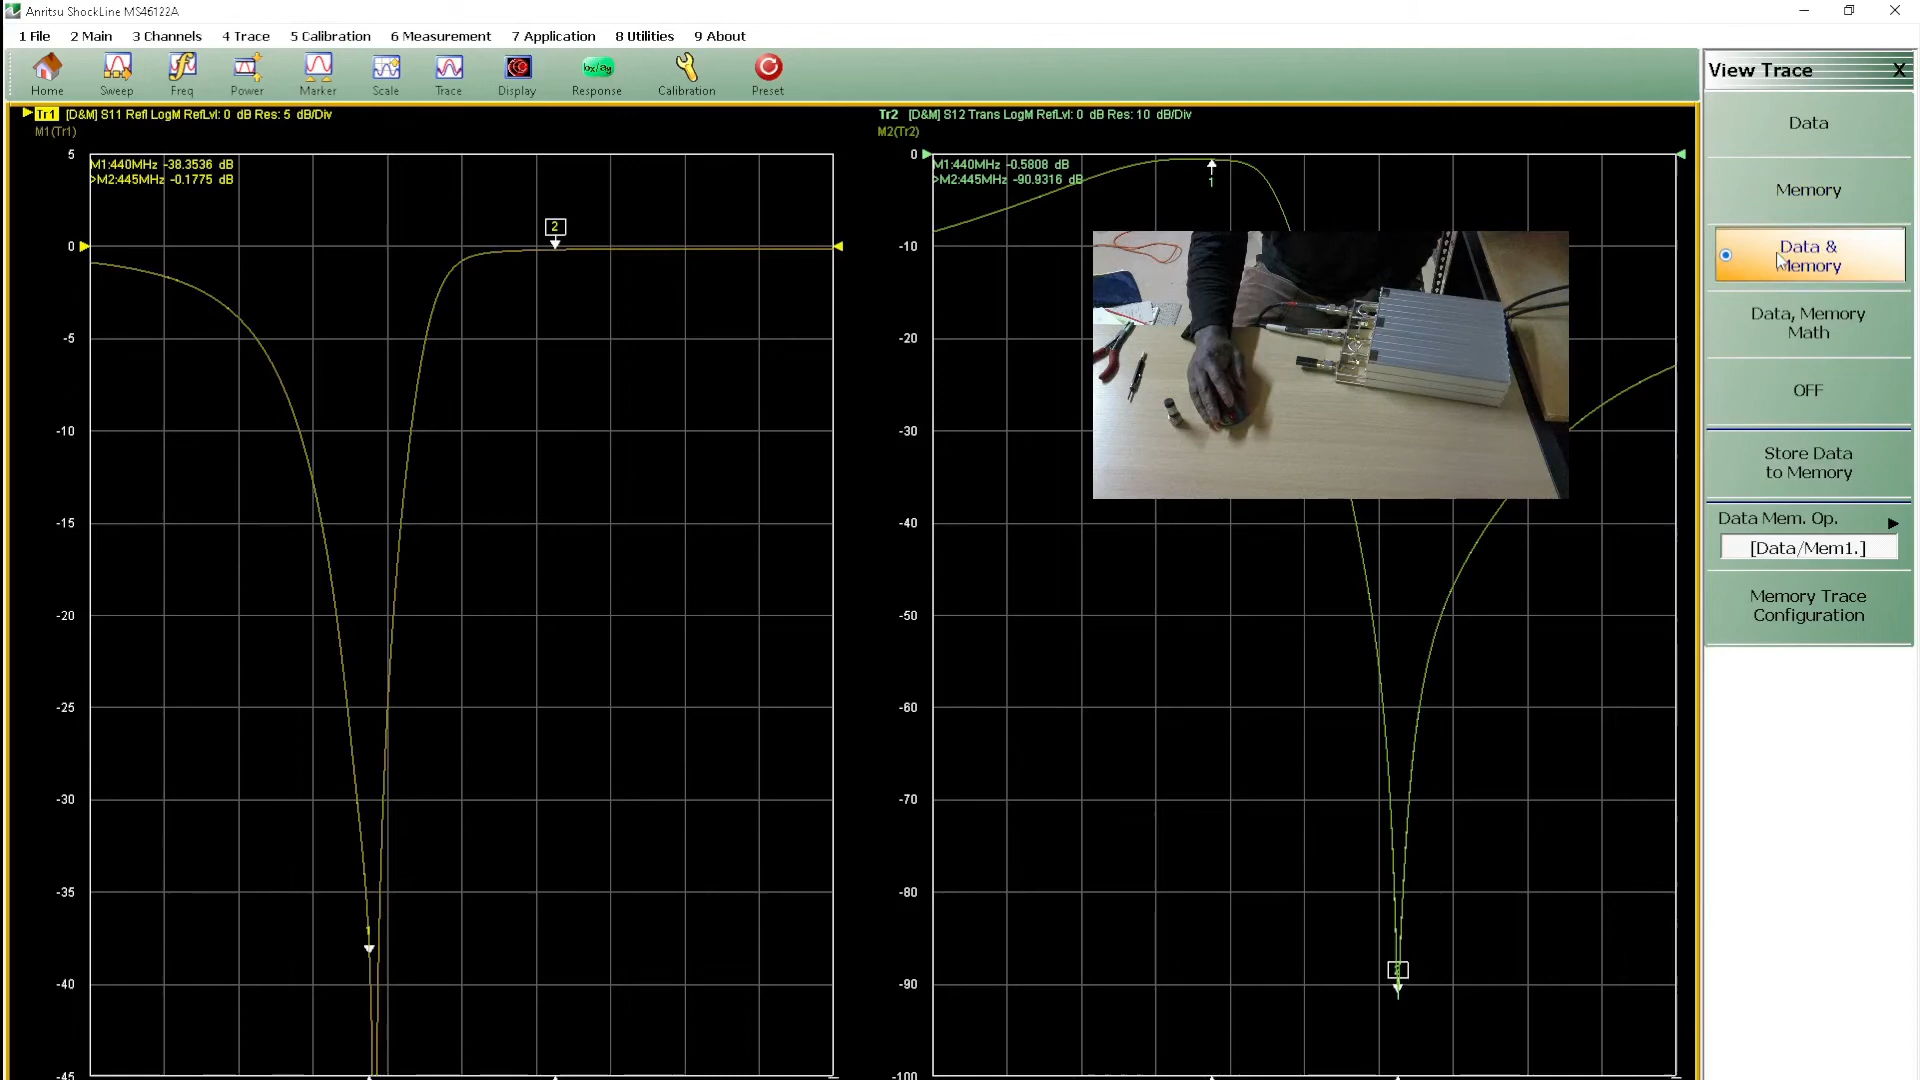 Anritsu ShockLine MS46122A
1 File 2 Main 3 Channels 4 Trace 5 Calibration 6 Measurement 7 Application 8 Utilities 9 About
Home Sweep Freq Power Marker Scale Trace Display Response Calibration Preset
View Trace X
Tr1 [D&M] S11 Refl LogM RefLvl: 0 dB Res: 5 dB/Div
M1(Tr1)
M1:440MHz -38.3536 dB
>M2:445MHz -0.1775 dB
5
0
-5
-10
-15
-20
-25
-30
-35
-40
-45
2
Tr2 [D&M] S12 Trans LogM RefLvl: 0 dB Res: 10 dB/Div
M2(Tr2)
M1:440MHz -0.5808 dB
>M2:445MHz -90.9316 dB
0
-10
-20
-30
-40
-50
-60
-70
-80
-90
-100
1
Data
Memory
Data &
Memory
Data, Memory
Math
OFF
Store Data
to Memory
Data Mem. Op.
[Data/Mem1.]
Memory Trace
Configuration